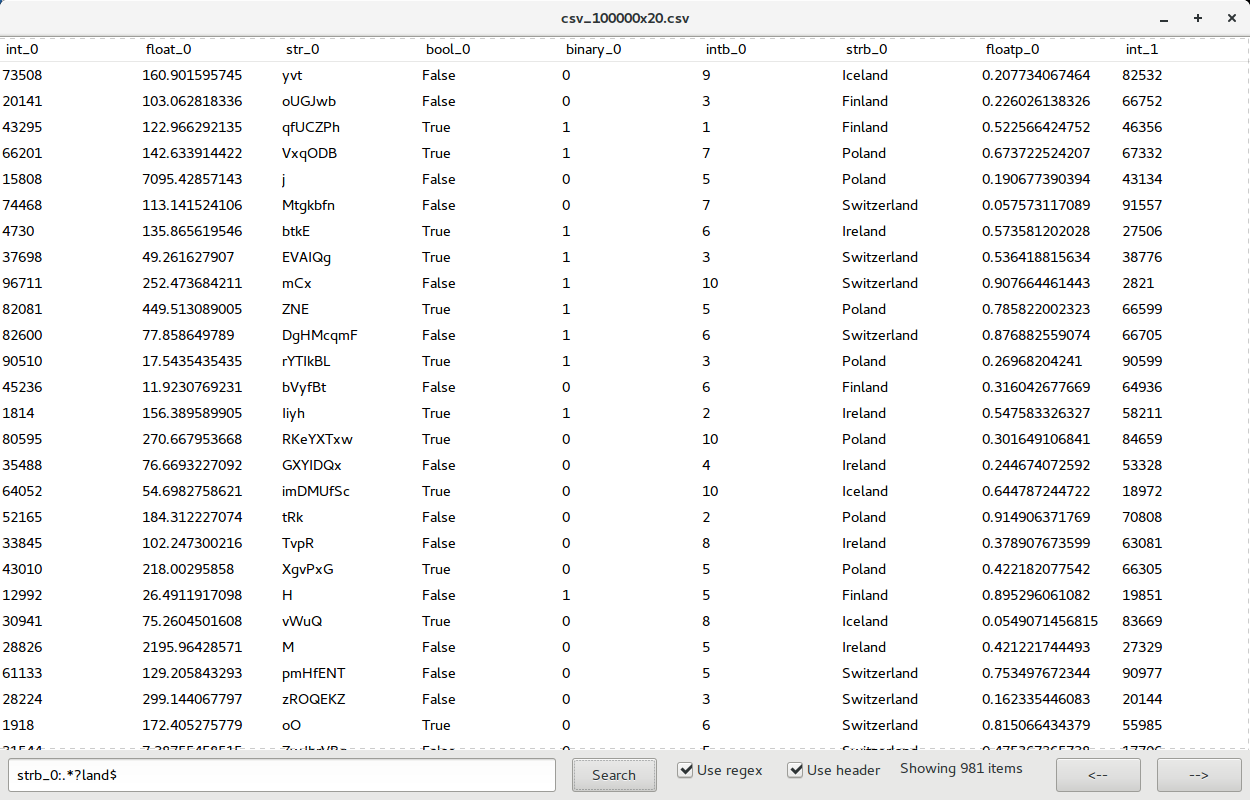 csv_100000x20.csv
int_0 float_0 str_0 bool_0 binary_0 intb_0 strb_0 floatp_0 int_1
73508 160.901595745 yvt False 0 9 Iceland 0.207734067464 82532
20141 103.062818336 oUGJwb False 0 3 Finland 0.226026138326 66752
43295 122.966292135 qfUCZPh True 1 1 Finland 0.522566424752 46356
66201 142.633914422 VxqODB True 1 7 Poland 0.673722524207 67332
15808 7095.42857143 j False 0 5 Poland 0.190677390394 43134
74468 113.141524106 Mtgkbfn False 0 7 Switzerland 0.057573117089 91557
4730 135.865619546 btkE True 1 6 Ireland 0.573581202028 27506
37698 49.261627907 EVAIQg True 1 3 Switzerland 0.536418815634 38776
96711 252.473684211 mCx False 1 10 Switzerland 0.907664461443 2821
82081 449.513089005 ZNE True 1 5 Poland 0.785822002323 66599
82600 77.858649789 DgHMcqmF False 1 6 Switzerland 0.876882559074 66705
90510 17.5435435435 rYTIkBL True 1 3 Poland 0.26968204241 90599
45236 11.9230769231 bVyfBt False 0 6 Finland 0.316042677669 64936
1814 156.389589905 Iiyh True 1 2 Ireland 0.547583326327 58211
80595 270.667953668 RKeYXTxw True 0 10 Poland 0.301649106841 84659
35488 76.6693227092 GXYIDQx False 0 4 Ireland 0.244674072592 53328
64052 54.6982758621 imDMUfSc True 0 10 Iceland 0.644787244722 18972
52165 184.312227074 tRk False 0 2 Poland 0.914906371769 70808
33845 102.247300216 TvpR False 0 8 Ireland 0.378907673599 63081
43010 218.00295858 XgvPxG True 0 5 Poland 0.422182077542 66305
12992 26.4911917098 H False 1 5 Finland 0.895296061082 19851
30941 75.2604501608 vWuQ True 0 8 Iceland 0.0549071456815 83669
28826 2195.96428571 M False 0 5 Ireland 0.421221744493 27329
61133 129.205843293 pmHfENT False 0 5 Switzerland 0.753497672344 90977
28224 299.144067797 zROQEKZ False 0 3 Switzerland 0.162335446083 20144
1918 172.405275779 oO True 0 6 Switzerland 0.815066434379 55985
False 0 5 Switzerland
strb_0:.*?land$ Search Use regex Use header Showing 981 items <-- -->